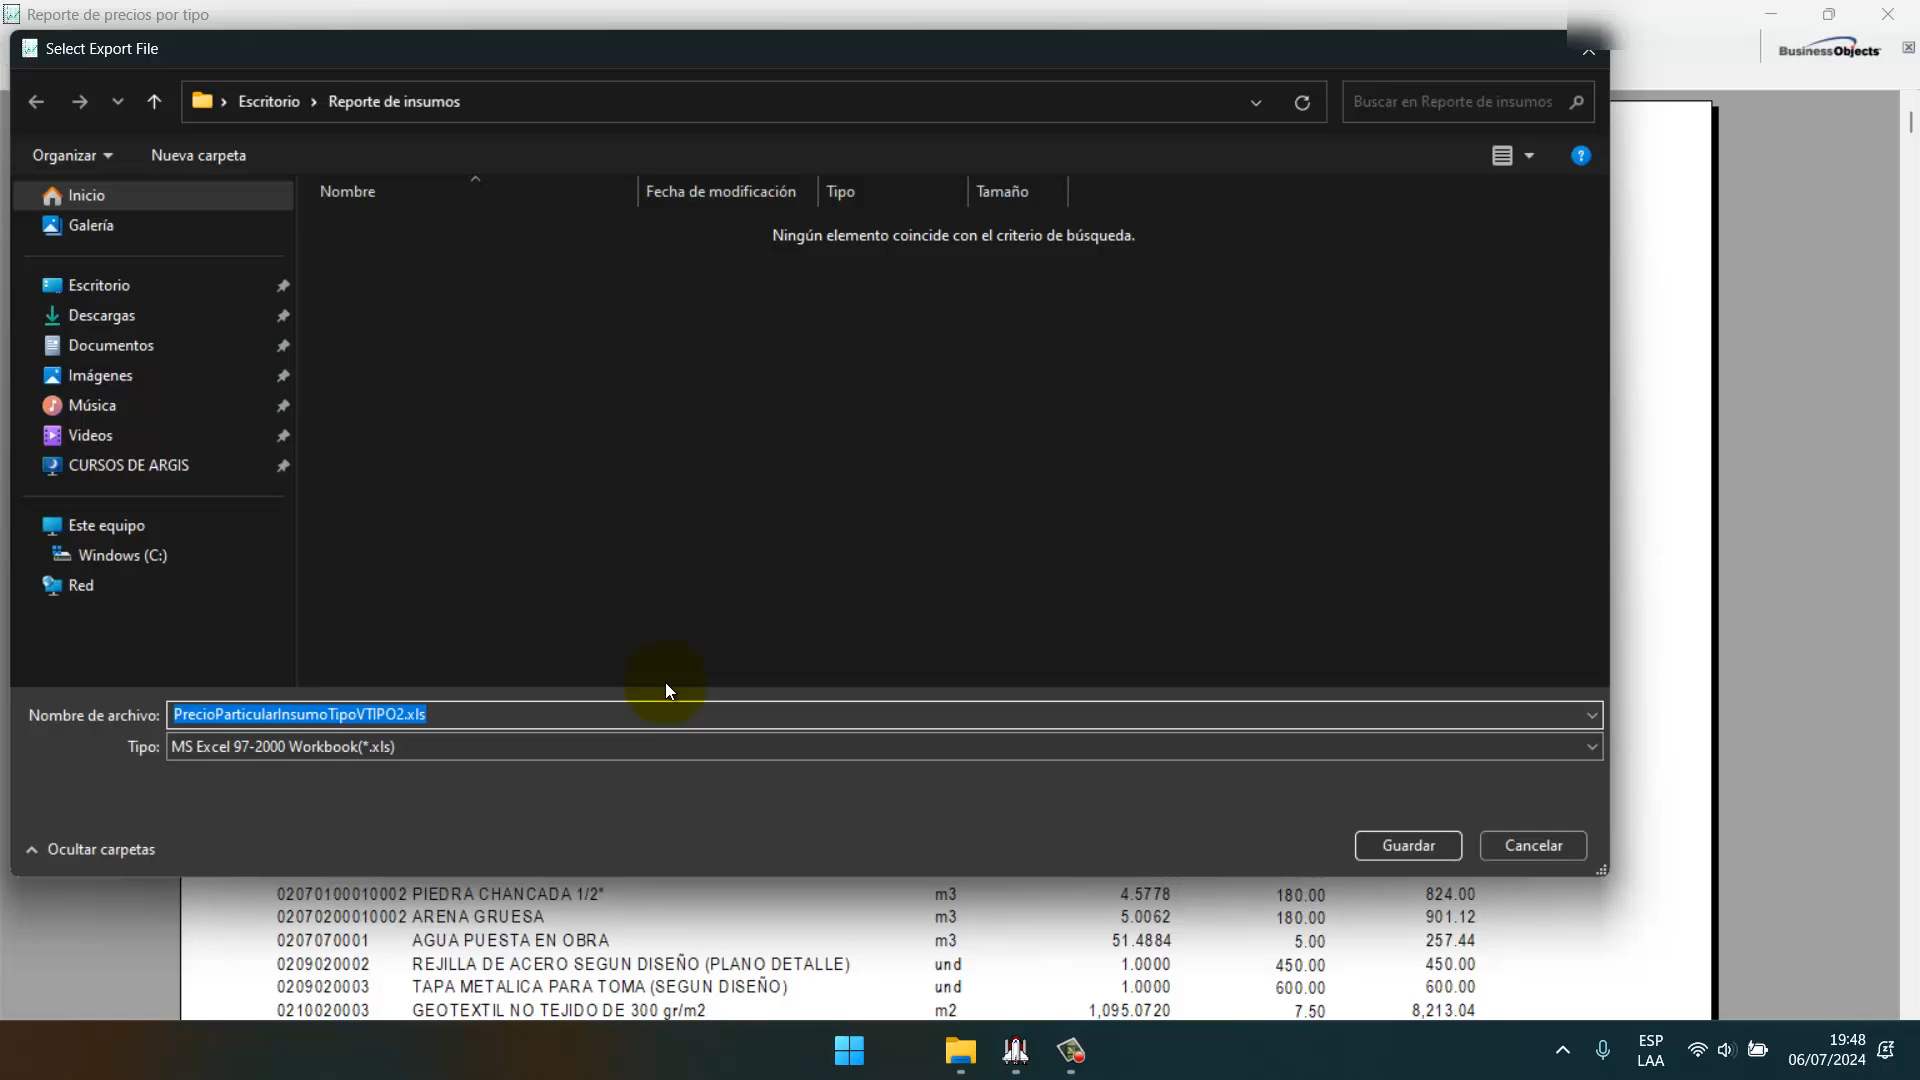 Reporte de precios por tipo
Select Export File
BusinessObjects
Escritorio > Reporte de insumos
Buscar en Reporte de insumos
Organizar
Nueva carpeta
Nombre
Fecha de modificación
Tipo
Tamaño
Ningún elemento coincide con el criterio de búsqueda.
Inicio
Galería
Escritorio
Descargas
Documentos
Imágenes
Música
Videos
CURSOS DE ARGIS
Este equipo
Windows (C:)
Red
Nombre de archivo: PrecioParticularInsumoTipoVTIPO2.xls
Tipo: MS Excel 97-2000 Workbook(*.xls)
Ocultar carpetas
Guardar
Cancelar
02070100010002 PIEDRA CHANCADA 1/2" m3 4.5778 180.00 824.00
02070200010002 ARENA GRUESA m3 5.0062 180.00 901.12
0207070001 AGUA PUESTA EN OBRA m3 51.4884 5.00 257.44
0209020002 REJILLA DE ACERO SEGUN DISEÑO (PLANO DETALLE) und 1.0000 450.00 450.00
0209020003 TAPA METALICA PARA TOMA (SEGUN DISEÑO) und 1.0000 600.00 600.00
0210020003 GEOTEXTIL NO TEJIDO DE 300 gr/m2 m2 1,095.0720 7.50 8,213.04
ESP
LAA
19:48
06/07/2024